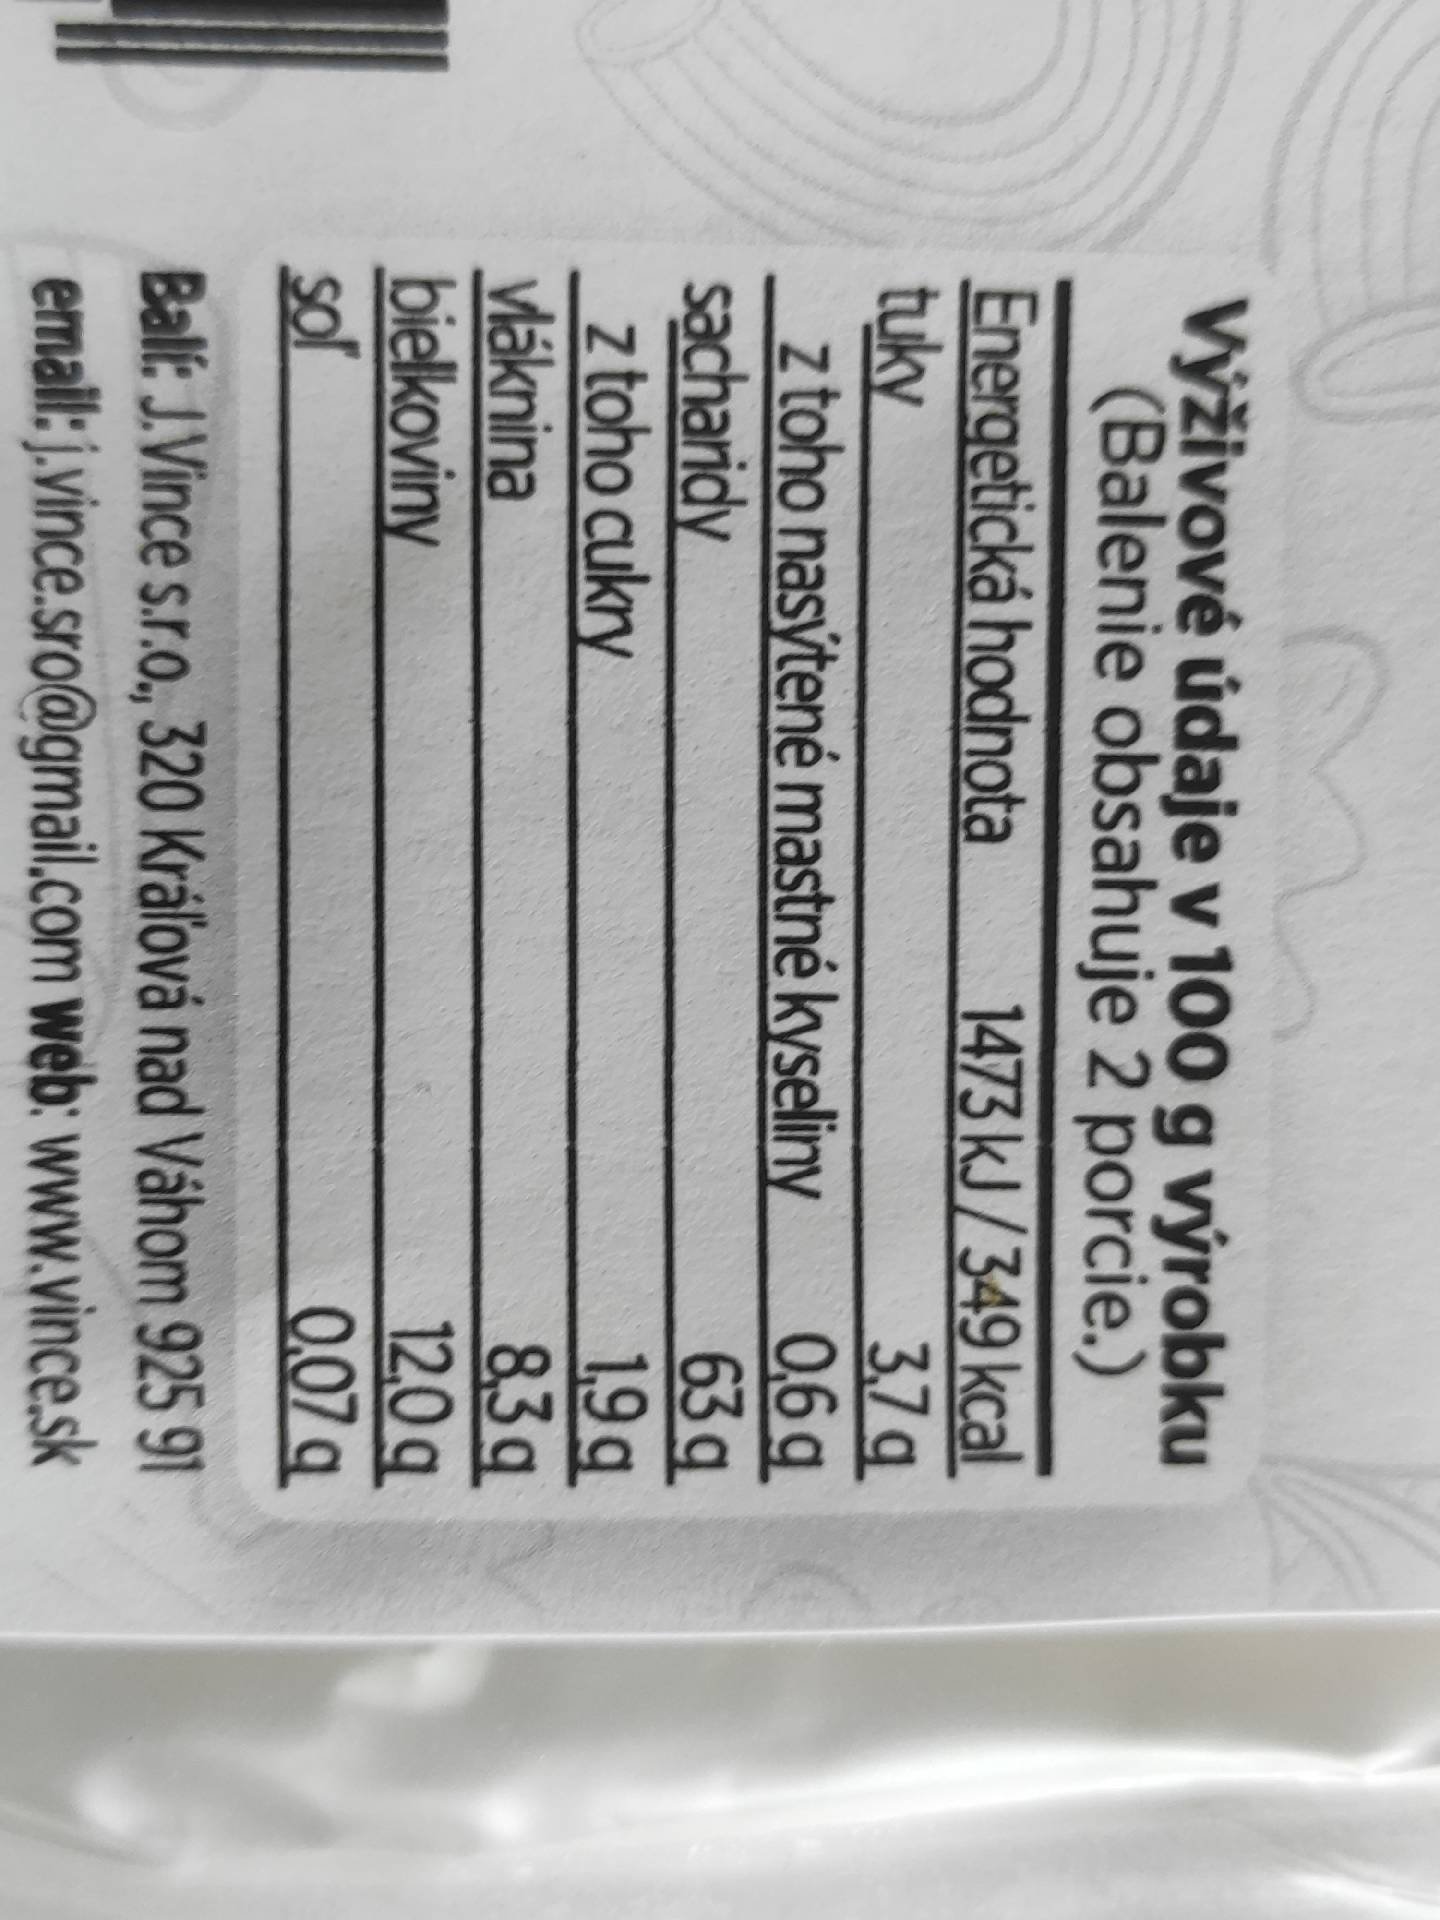 Výživové údaje v 100 g výrobku
(Balenie obsahuje 2 porcie.)
Energetická hodnota 1473 kJ / 349 kcal
tuky 3,7 g
z toho nasýtené mastné kyseliny 0,6 g
sacharidy 63 g
z toho cukry 1,9 g
vláknina 8,3 g
bielkoviny 12,0 g
soľ 0,07 g
Balí: J.Vince s.r.o., 320 Kráľová nad Váhom 925 91
email: j.vince.sro@gmail.com web: www.vince.sk